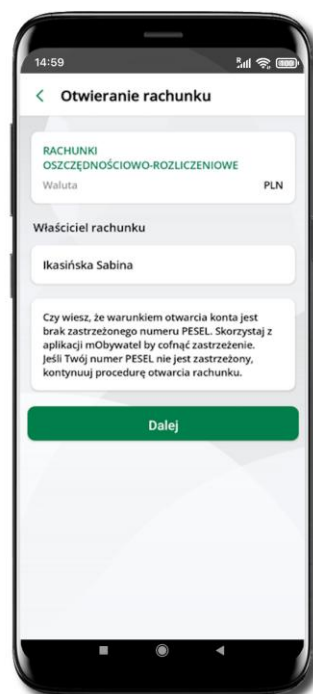 14:59
Otwieranie rachunku
RACHUNKI
OSZCZĘDNOŚCIOWO-ROZLICZENIOWE
Waluta PLN
Właściciel rachunku
Ikasińska Sabina
Czy wiesz, że warunkiem otwarcia konta jest
brak zastrzeżonego numeru PESEL. Skorzystaj z
aplikacji mObywatel by cofnąć zastrzeżenie.
Jeśli Twój numer PESEL nie jest zastrzeżony,
kontynuuj procedurę otwarcia rachunku.
Dalej